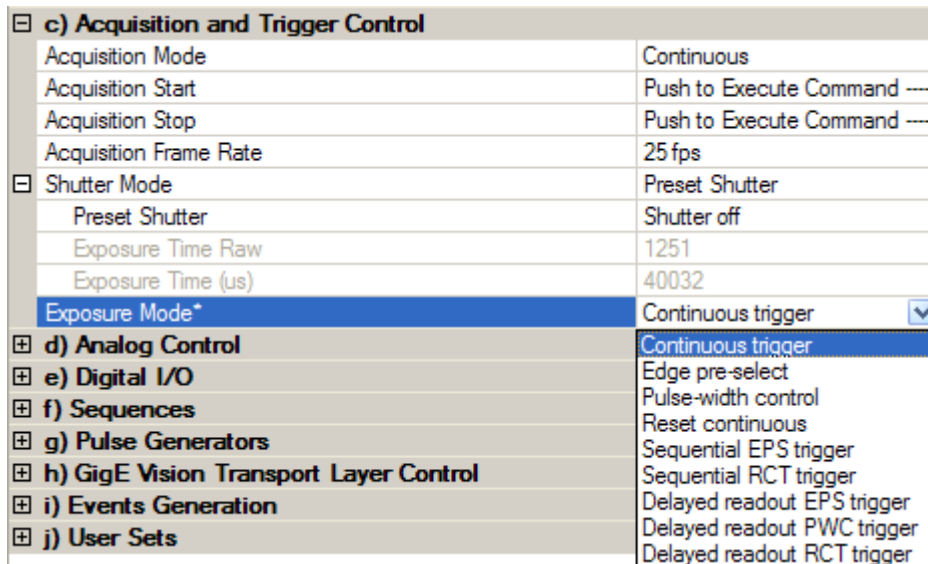 c) Acquisition and Trigger Control
Acquisition Mode Continuous
Acquisition Start Push to Execute Command ----
Acquisition Stop Push to Execute Command ----
Acquisition Frame Rate 25 fps
Shutter Mode Preset Shutter
Preset Shutter Shutter off
Exposure Time Raw 1251
Exposure Time (us) 40032
Exposure Mode* Continuous trigger
d) Analog Control
e) Digital I/O
f) Sequences
g) Pulse Generators
h) GigE Vision Transport Layer Control
i) Events Generation
j) User Sets
Continuous trigger
Edge pre-select
Pulse-width control
Reset continuous
Sequential EPS trigger
Sequential RCT trigger
Delayed readout EPS trigger
Delayed readout PWC trigger
Delayed readout RCT trigger